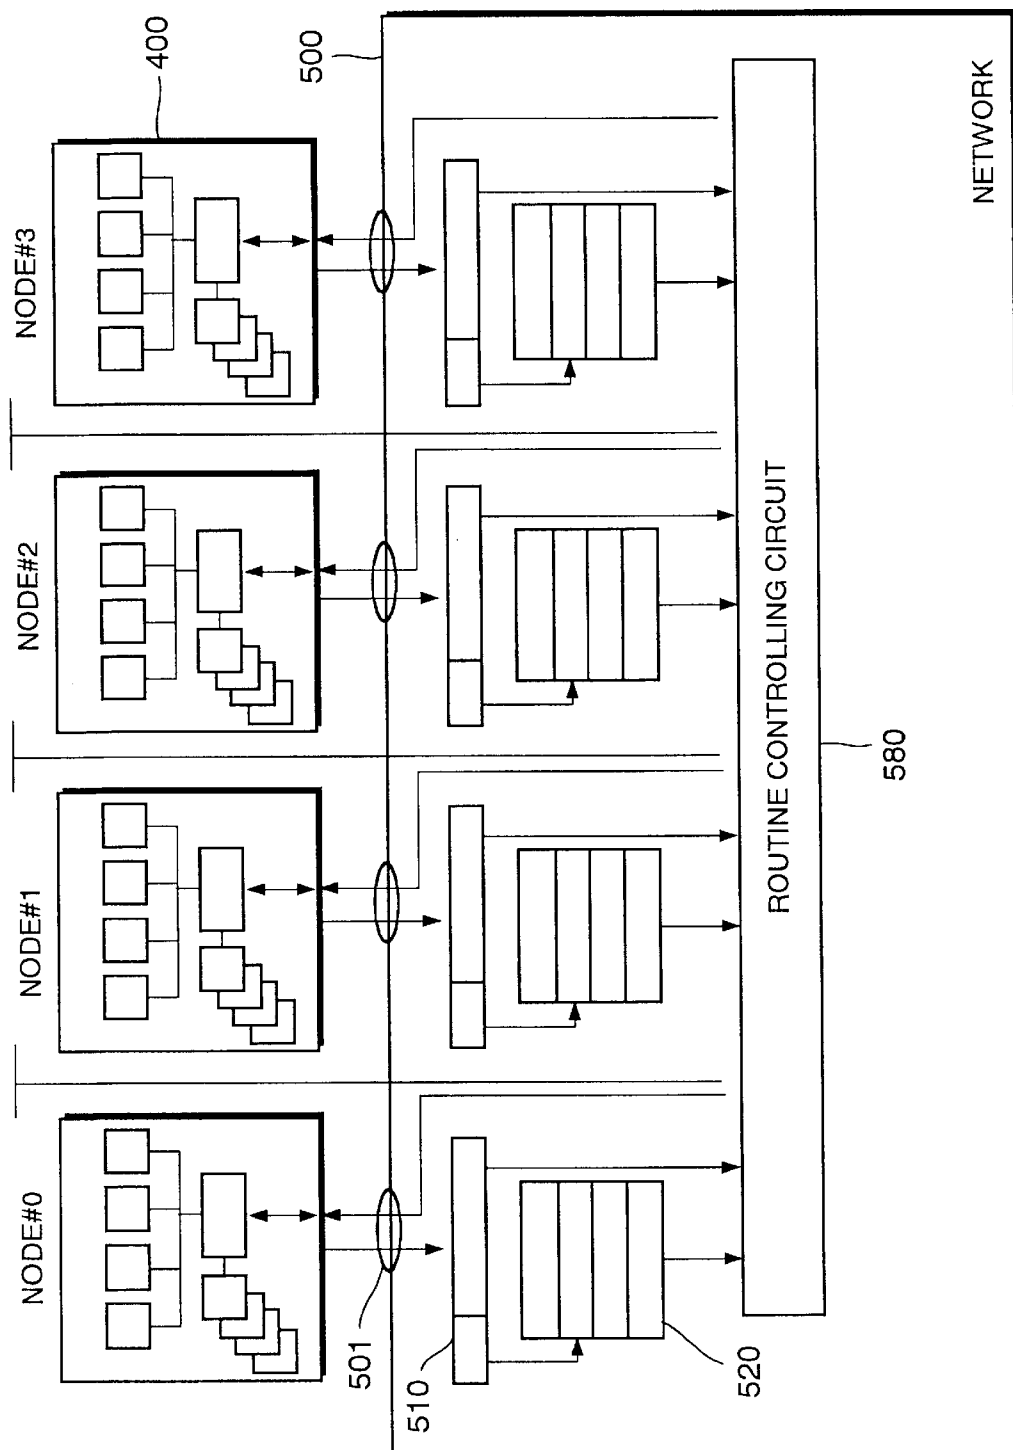 NODE#0
NODE#1
NODE#2
NODE#3
400
500
501
510
520
ROUTINE CONTROLLING CIRCUIT
580
NETWORK